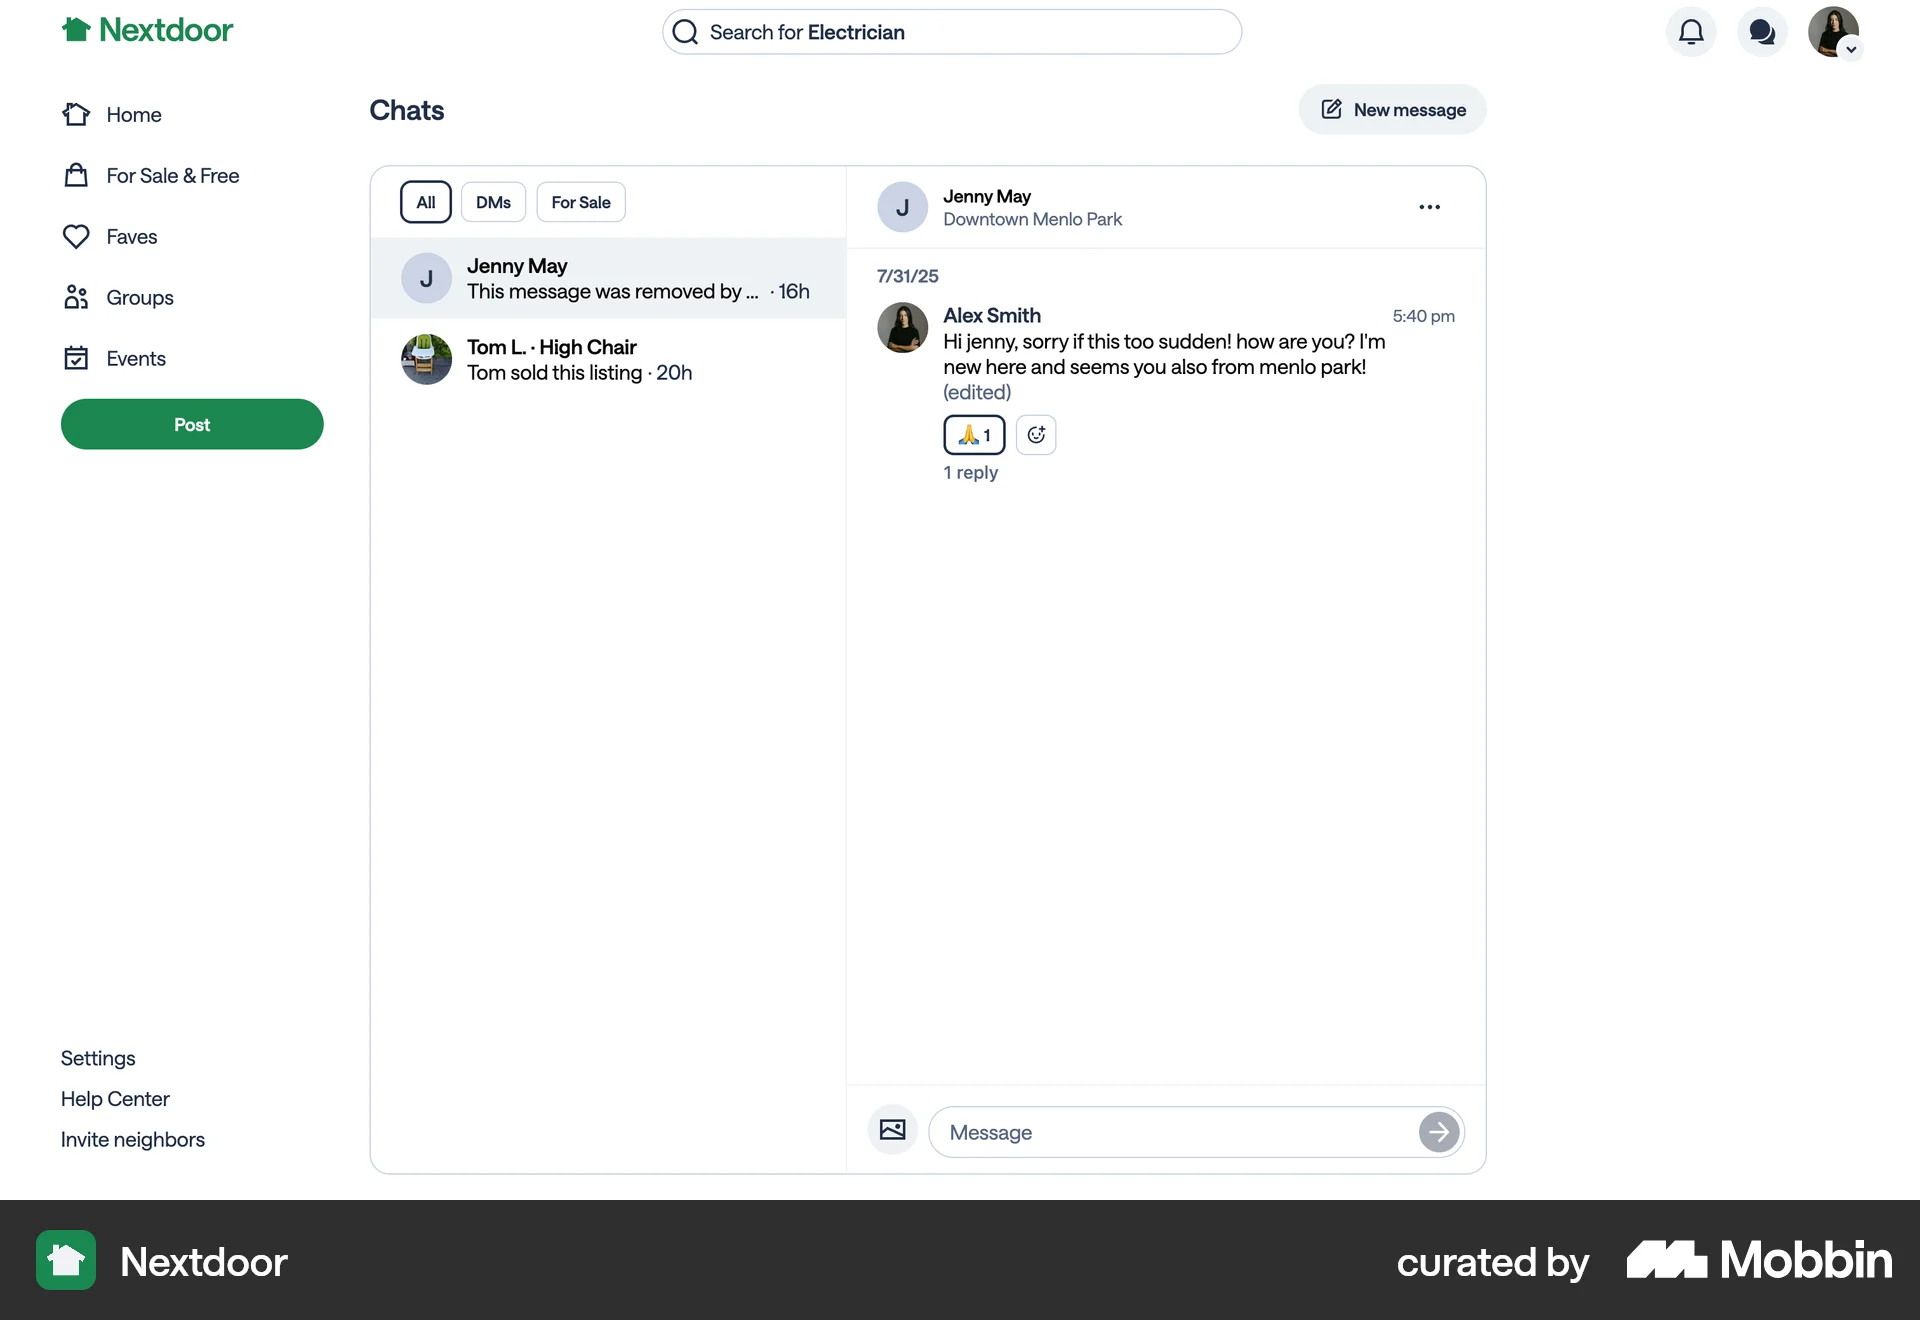 Nextdoor
Search for Electrician
Home
For Sale & Free
Faves
Groups
Events
Post
Settings
Help Center
Invite neighbors
Chats
New message
All
DMs
For Sale
J
Jenny May
This message was removed by ... · 16h
Tom L. · High Chair
Tom sold this listing · 20h
J
Jenny May
Downtown Menlo Park
7/31/25
Alex Smith
5:40 pm
Hi jenny, sorry if this too sudden! how are you? I'm
new here and seems you also from menlo park!
(edited)
🙏 1
1 reply
Message
Nextdoor
curated by
Mobbin